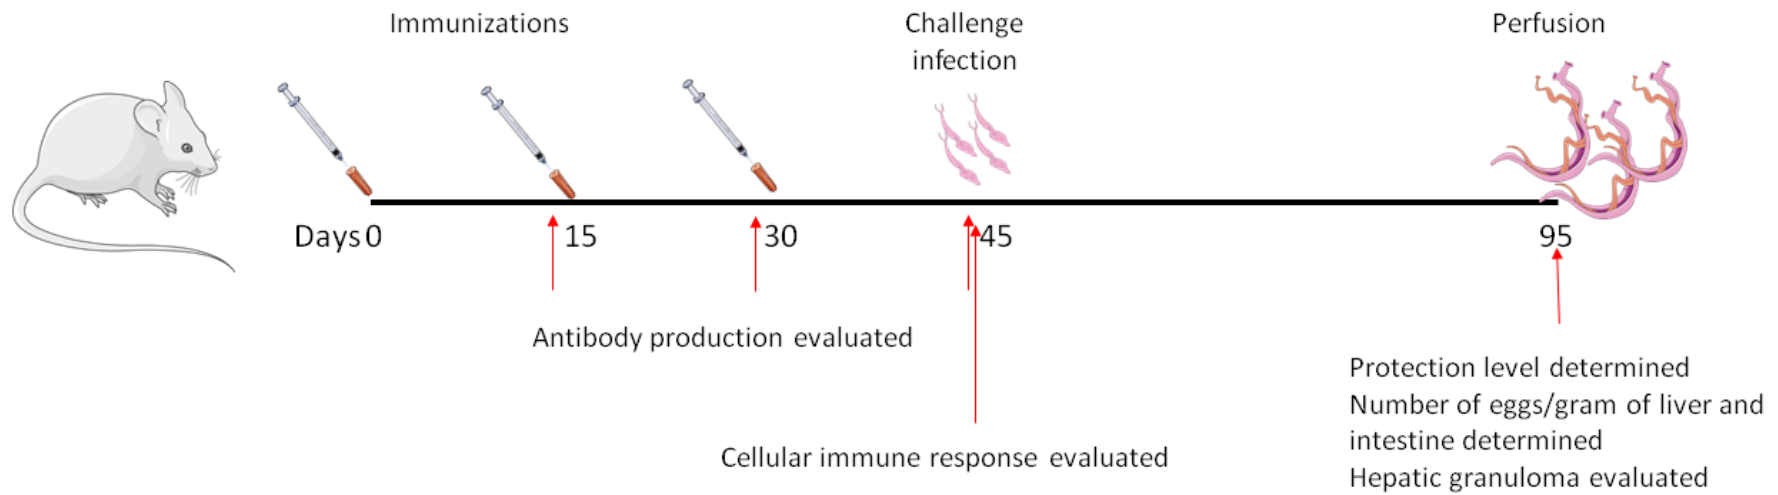 Immunizations
Challenge
infection
Perfusion
Days 0
15
30
45
95
Antibody production evaluated
Cellular immune response evaluated
Protection level determined
Number of eggs/gram of liver and
intestine determined
Hepatic granuloma evaluated